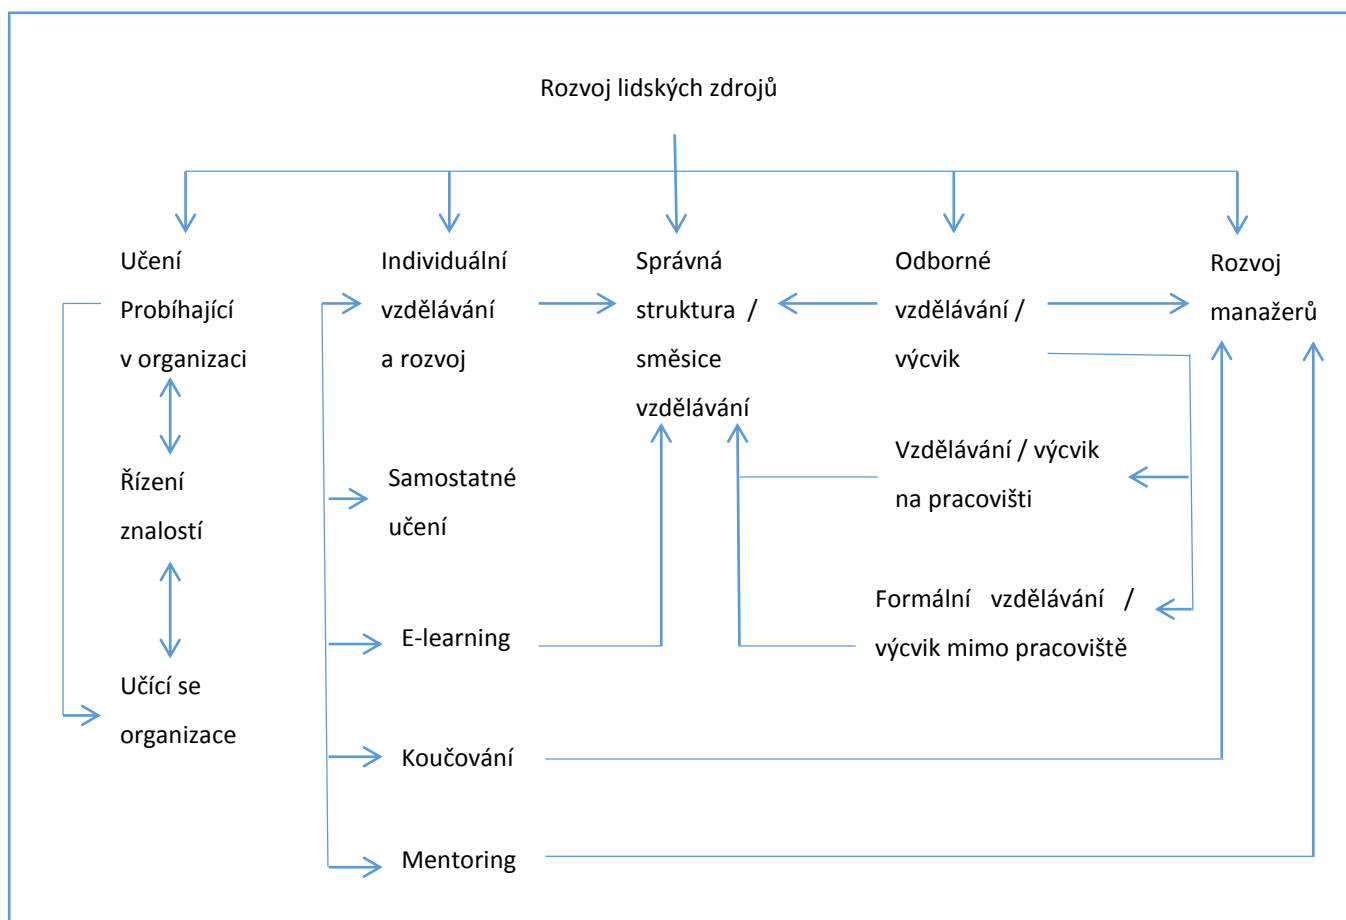 Rozvoj lidských zdrojů
Učení
Probíhající
v organizaci
Individuální
vzdělávání
a rozvoj
Správná
struktura /
směsice
vzdělávání
Odborné
vzdělávání /
výcvik
Rozvoj
manažerů
Řízení
znalostí
Učící se
organizace
Samostatné
učení
E-learning
Koučování
Mentoring
Vzdělávání / výcvik
na pracovišti
Formální vzdělávání /
výcvik mimo pracoviště